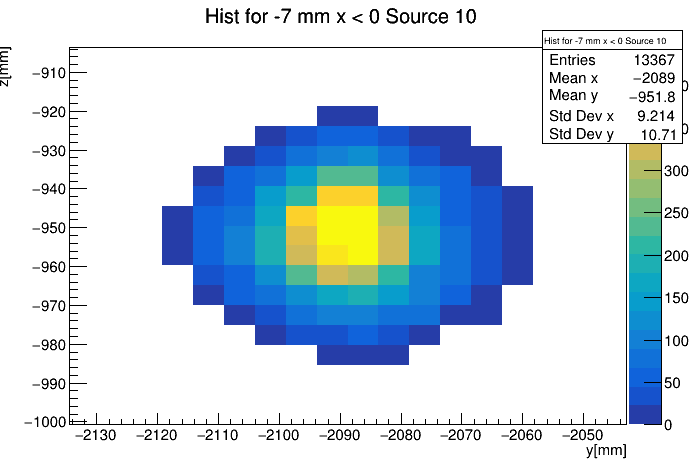 Hist for -7 mm x < 0 Source 10
z[mm]
Hist for -7 mm x < 0 Source 10
Entries 13367
Mean x −2089
Mean y −951.8
Std Dev x 9.214
Std Dev y 10.71
−910
−920
−930
−940
−950
−960
−970
−980
−990
−1000
300
250
200
150
100
50
0
−2130 −2120 −2110 −2100 −2090 −2080 −2070 −2060 −2050
y[mm]